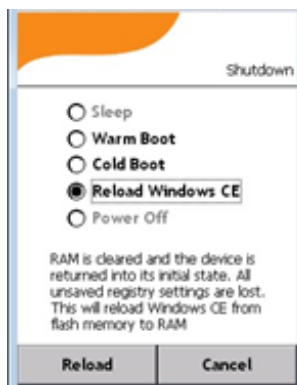 Shutdown
Sleep
Warm Boot
Cold Boot
Reload Windows CE
Power Off
RAM is cleared and the device is
returned into its initial state. All
unsaved registry settings are lost.
This will reload Windows CE from
flash memory to RAM
Reload Cancel